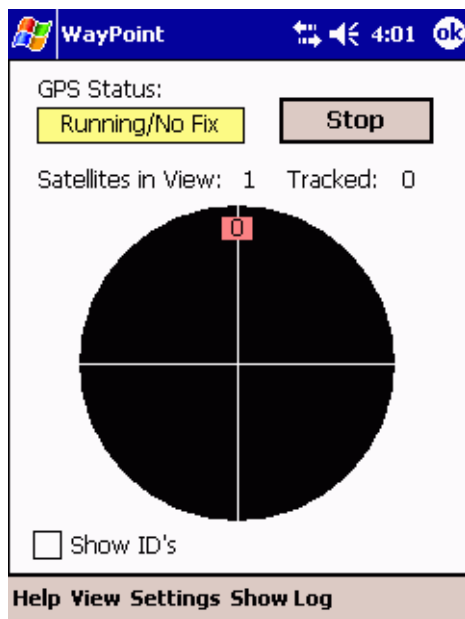 WayPoint 4:01 ok
GPS Status:
Running/No Fix Stop
Satellites in View: 1 Tracked: 0
0
Show ID's
Help View Settings Show Log